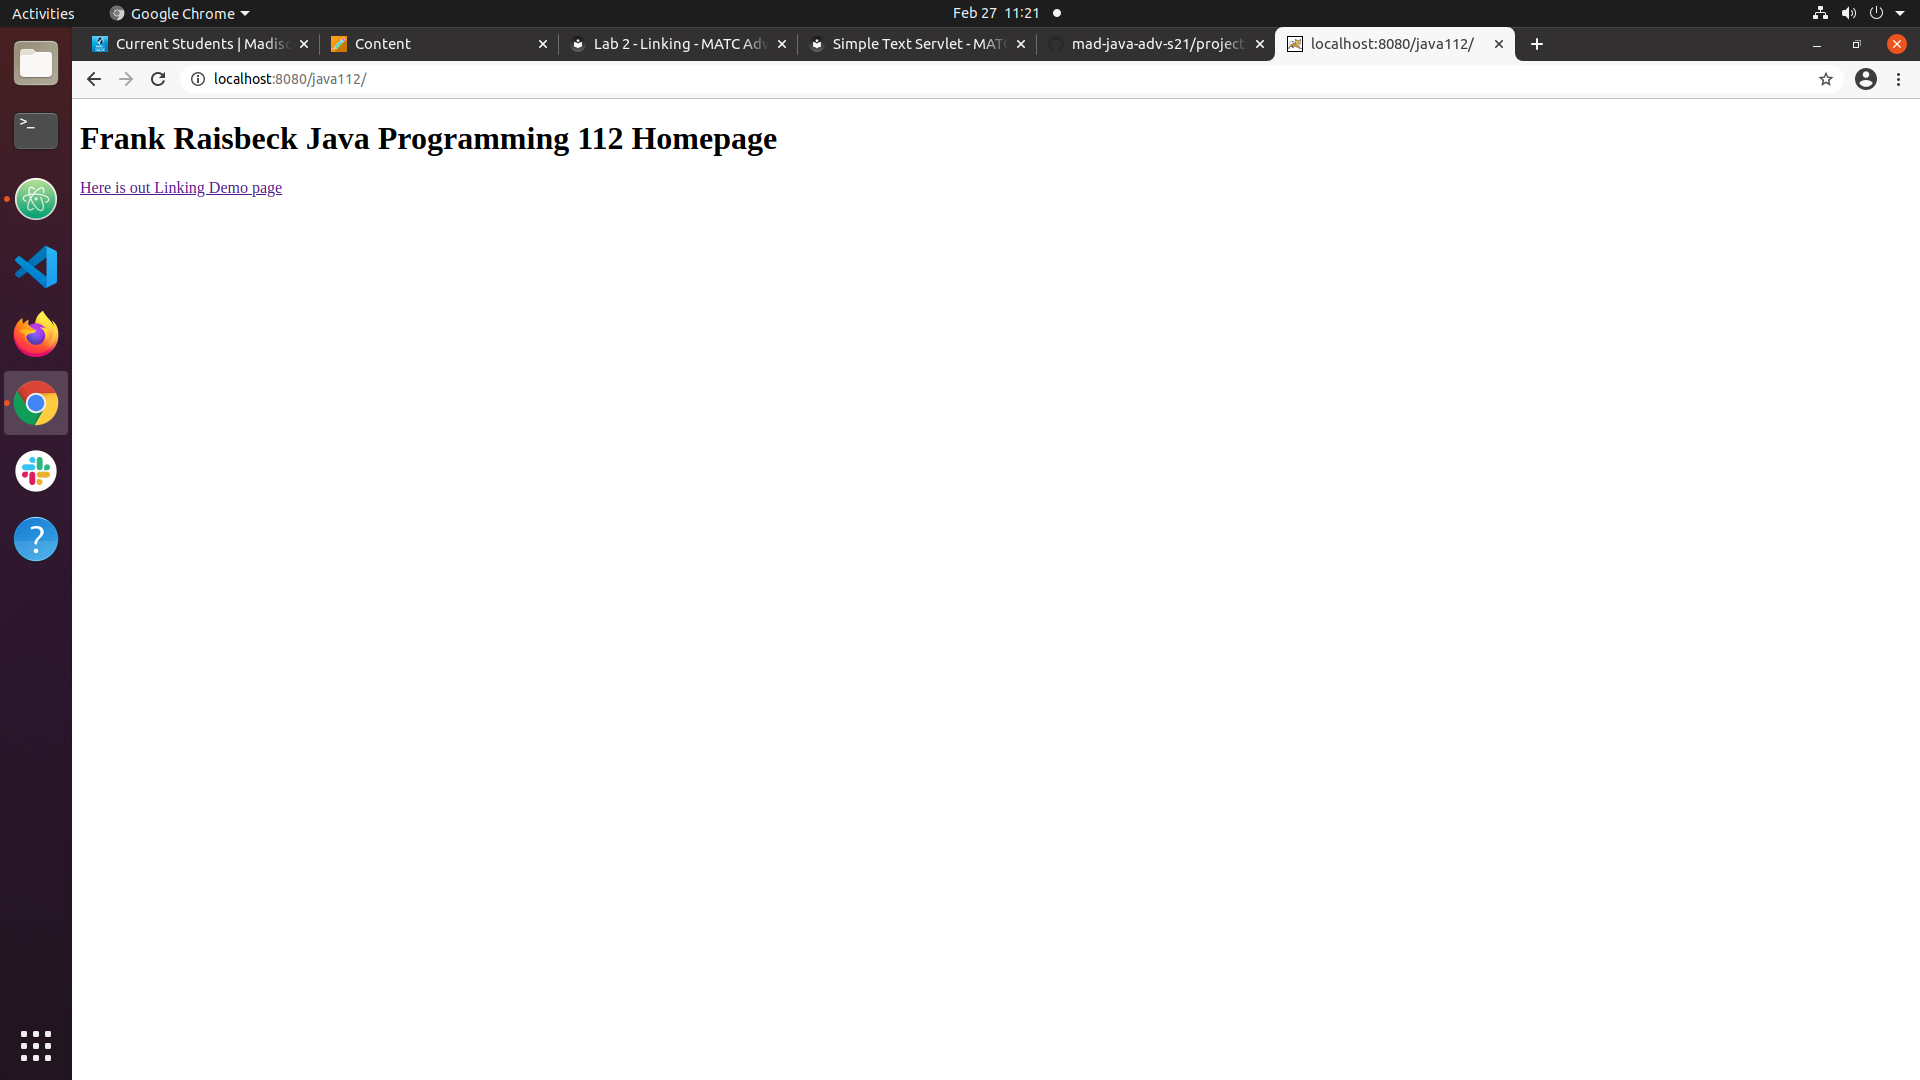 Activities Google Chrome Feb 27 11:21
Current Students | Madisc Content Lab 2 - Linking - MATC Adv Simple Text Servlet - MATC mad-java-adv-s21/project localhost:8080/java112/
localhost:8080/java112/
Frank Raisbeck Java Programming 112 Homepage
Here is out Linking Demo page